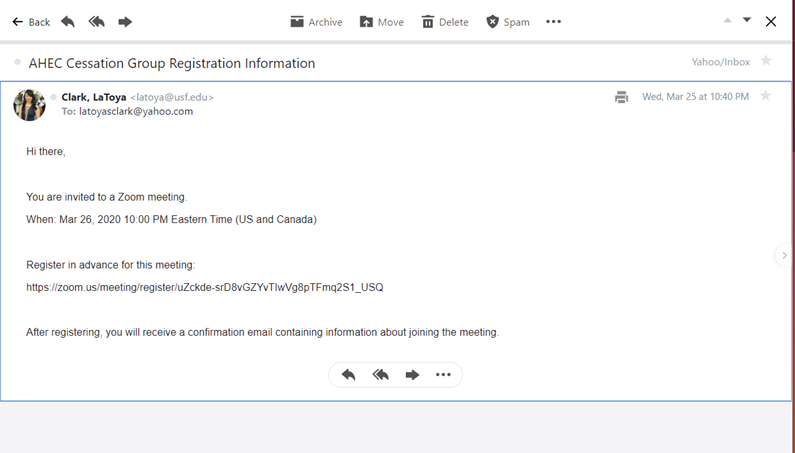 Back Archive Move Delete Spam
AHEC Cessation Group Registration Information Yahoo/Inbox
Clark, LaToya <latoya@usf.edu> Wed, Mar 25 at 10:40 PM
To: latoyasclark@yahoo.com
Hi there,
You are invited to a Zoom meeting.
When: Mar 26, 2020 10:00 PM Eastern Time (US and Canada)
Register in advance for this meeting:
https://zoom.us/meeting/register/uZckde-srD8vGZYvTIwVg8pTFmq2S1_USQ
After registering, you will receive a confirmation email containing information about joining the meeting.